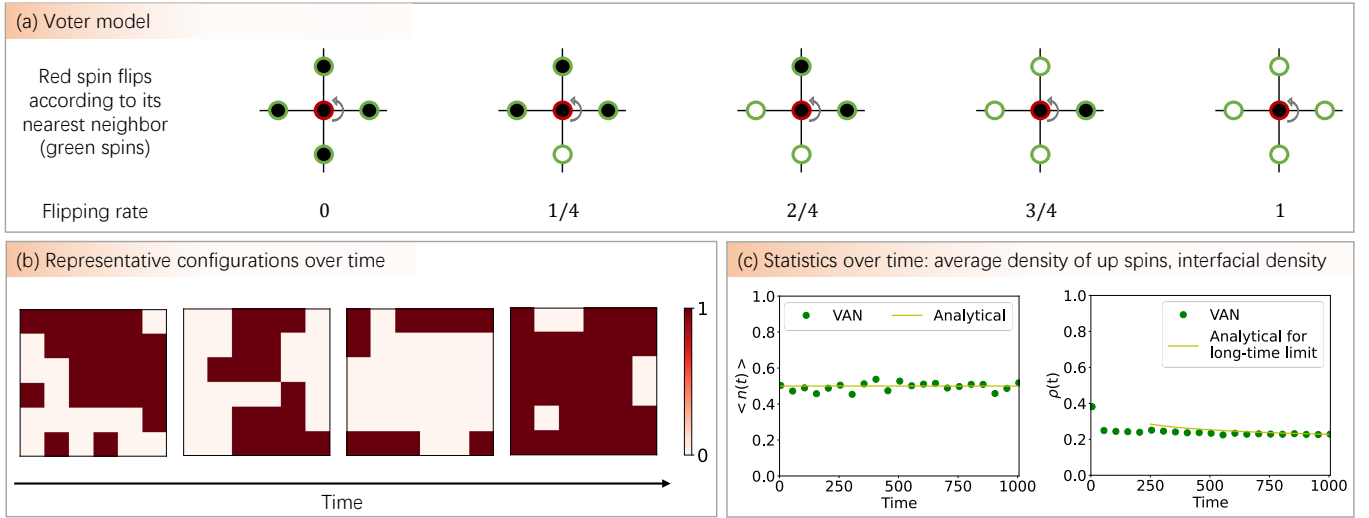 (a) Voter model
Red spin flips
according to its
nearest neighbor
(green spins)
Flipping rate
0
1/4
2/4
3/4
1
(b) Representative configurations over time
1
0
Time
(c) Statistics over time: average density of up spins, interfacial density
1.0
0.8
0.6
0.4
0.2
0.0
< n(t) >
VAN
Analytical
0
250
500
750
1000
Time
1.0
0.8
0.6
0.4
0.2
0.0
ρ(t)
VAN
Analytical for
long-time limit
0
250
500
750
1000
Time